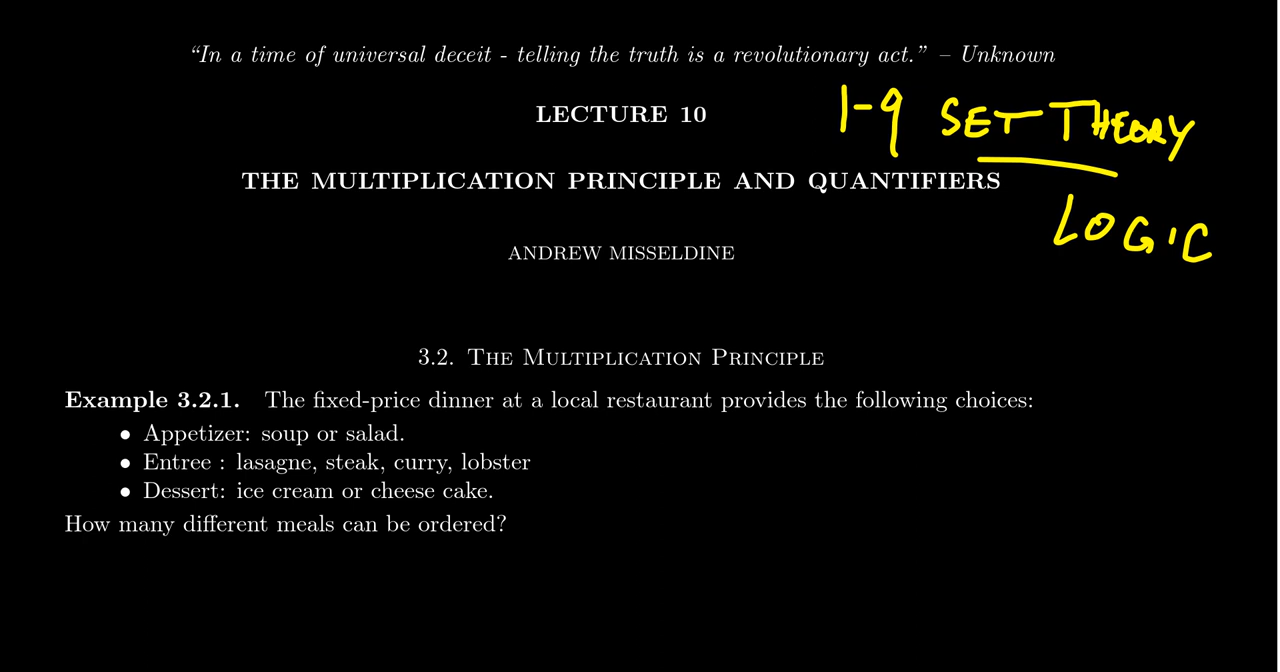 “In a time of universal deceit - telling the truth is a revolutionary act.” – Unknown
LECTURE 10
1-9 SET THEORY
THE MULTIPLICATION PRINCIPLE AND QUANTIFIERS
LOGIC
ANDREW MISSELDINE
3.2. The Multiplication Principle
Example 3.2.1. The fixed-price dinner at a local restaurant provides the following choices:
• Appetizer: soup or salad.
• Entree : lasagne, steak, curry, lobster
• Dessert: ice cream or cheese cake.
How many different meals can be ordered?